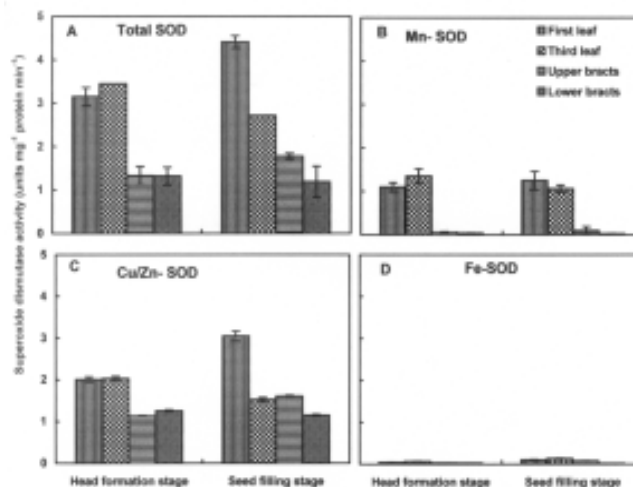 A
Total SOD
B
Mn- SOD
First leaf
Third leaf
Upper bracts
Lower bracts
C
Cu/Zn- SOD
D
Fe-SOD
Superoxide dismutase activity (units mg⁻¹ protein min⁻¹)
5
4
3
2
1
0
5
4
3
2
1
0
Head formation stage
Seed filling stage
Head formation stage
Seed filling stage